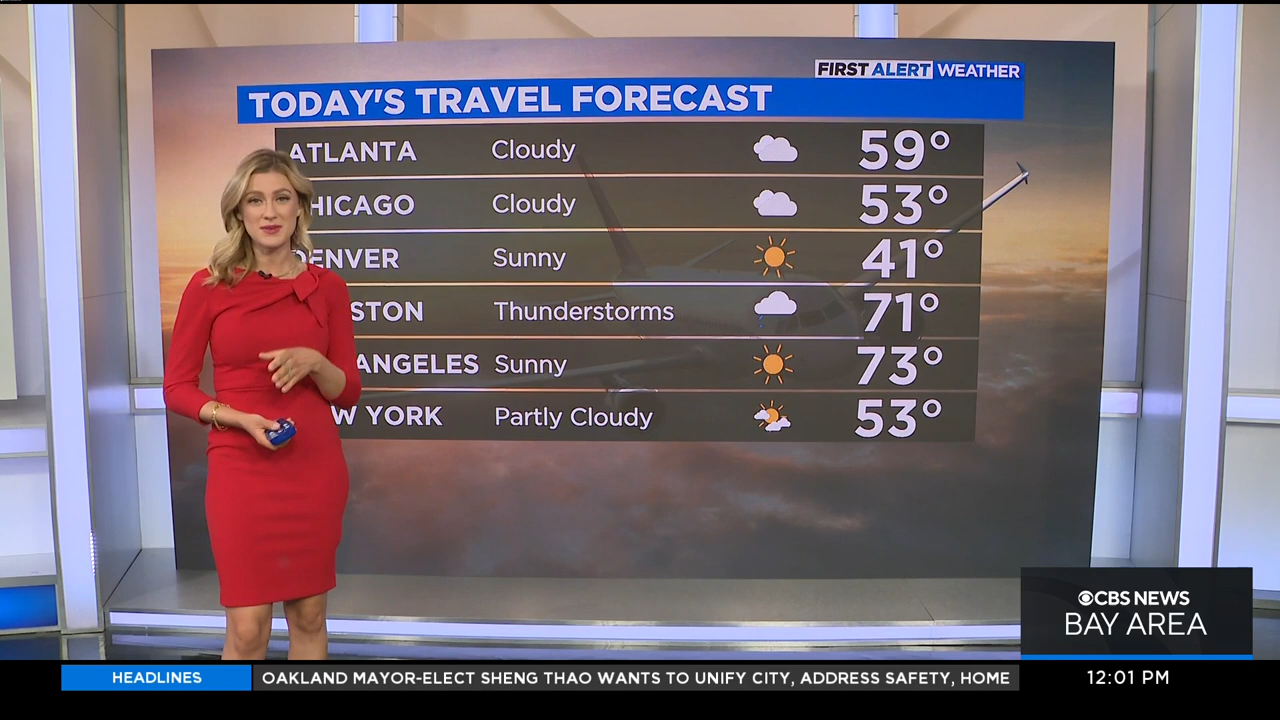 FIRST ALERT WEATHER
TODAY'S TRAVEL FORECAST
ATLANTA Cloudy 59°
HICAGO Cloudy 53°
DENVER Sunny 41°
STON Thunderstorms 71°
ANGELES Sunny 73°
W YORK Partly Cloudy 53°
CBS NEWS
BAY AREA
HEADLINES OAKLAND MAYOR-ELECT SHENG THAO WANTS TO UNIFY CITY, ADDRESS SAFETY, HOME 12:01 PM